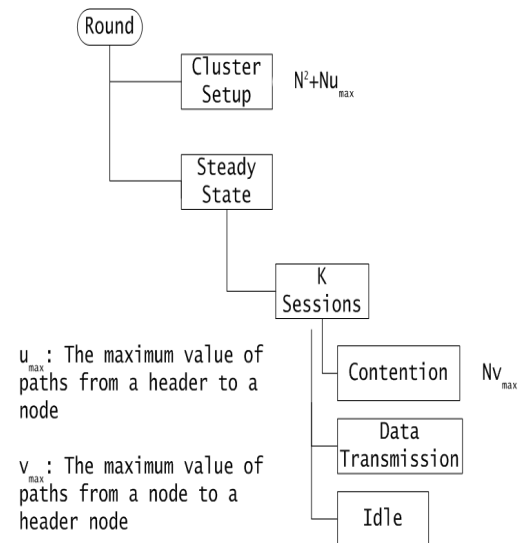 Round
Cluster
Setup
N²+Nu_max
Steady
State
K
Sessions
Contention
Nv_max
Data
Transmission
Idle
u_max: The maximum value of
paths from a header to a
node
v_max: The maximum value of
paths from a node to a
header node